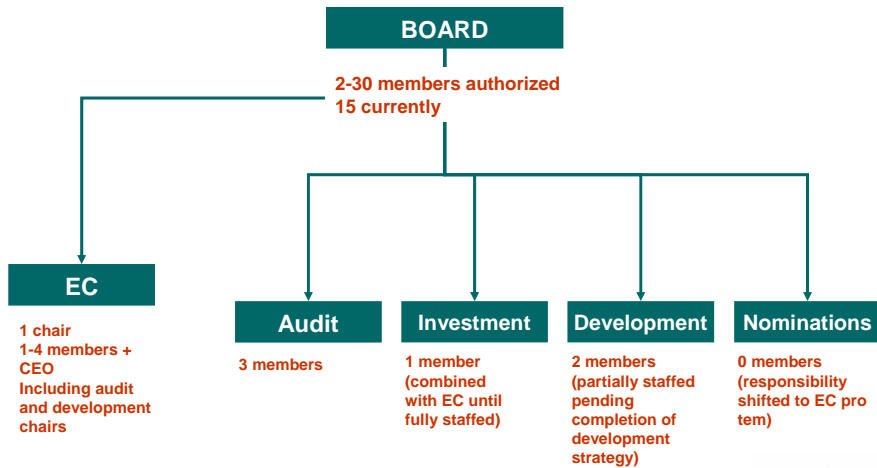 BOARD
2-30 members authorized
15 currently
EC
1 chair
1-4 members +
CEO
Including audit
and development
chairs
Audit
3 members
Investment
1 member
(combined
with EC until
fully staffed)
Development
2 members
(partially staffed
pending
completion of
development
strategy)
Nominations
0 members
(responsibility
shifted to EC pro
tem)